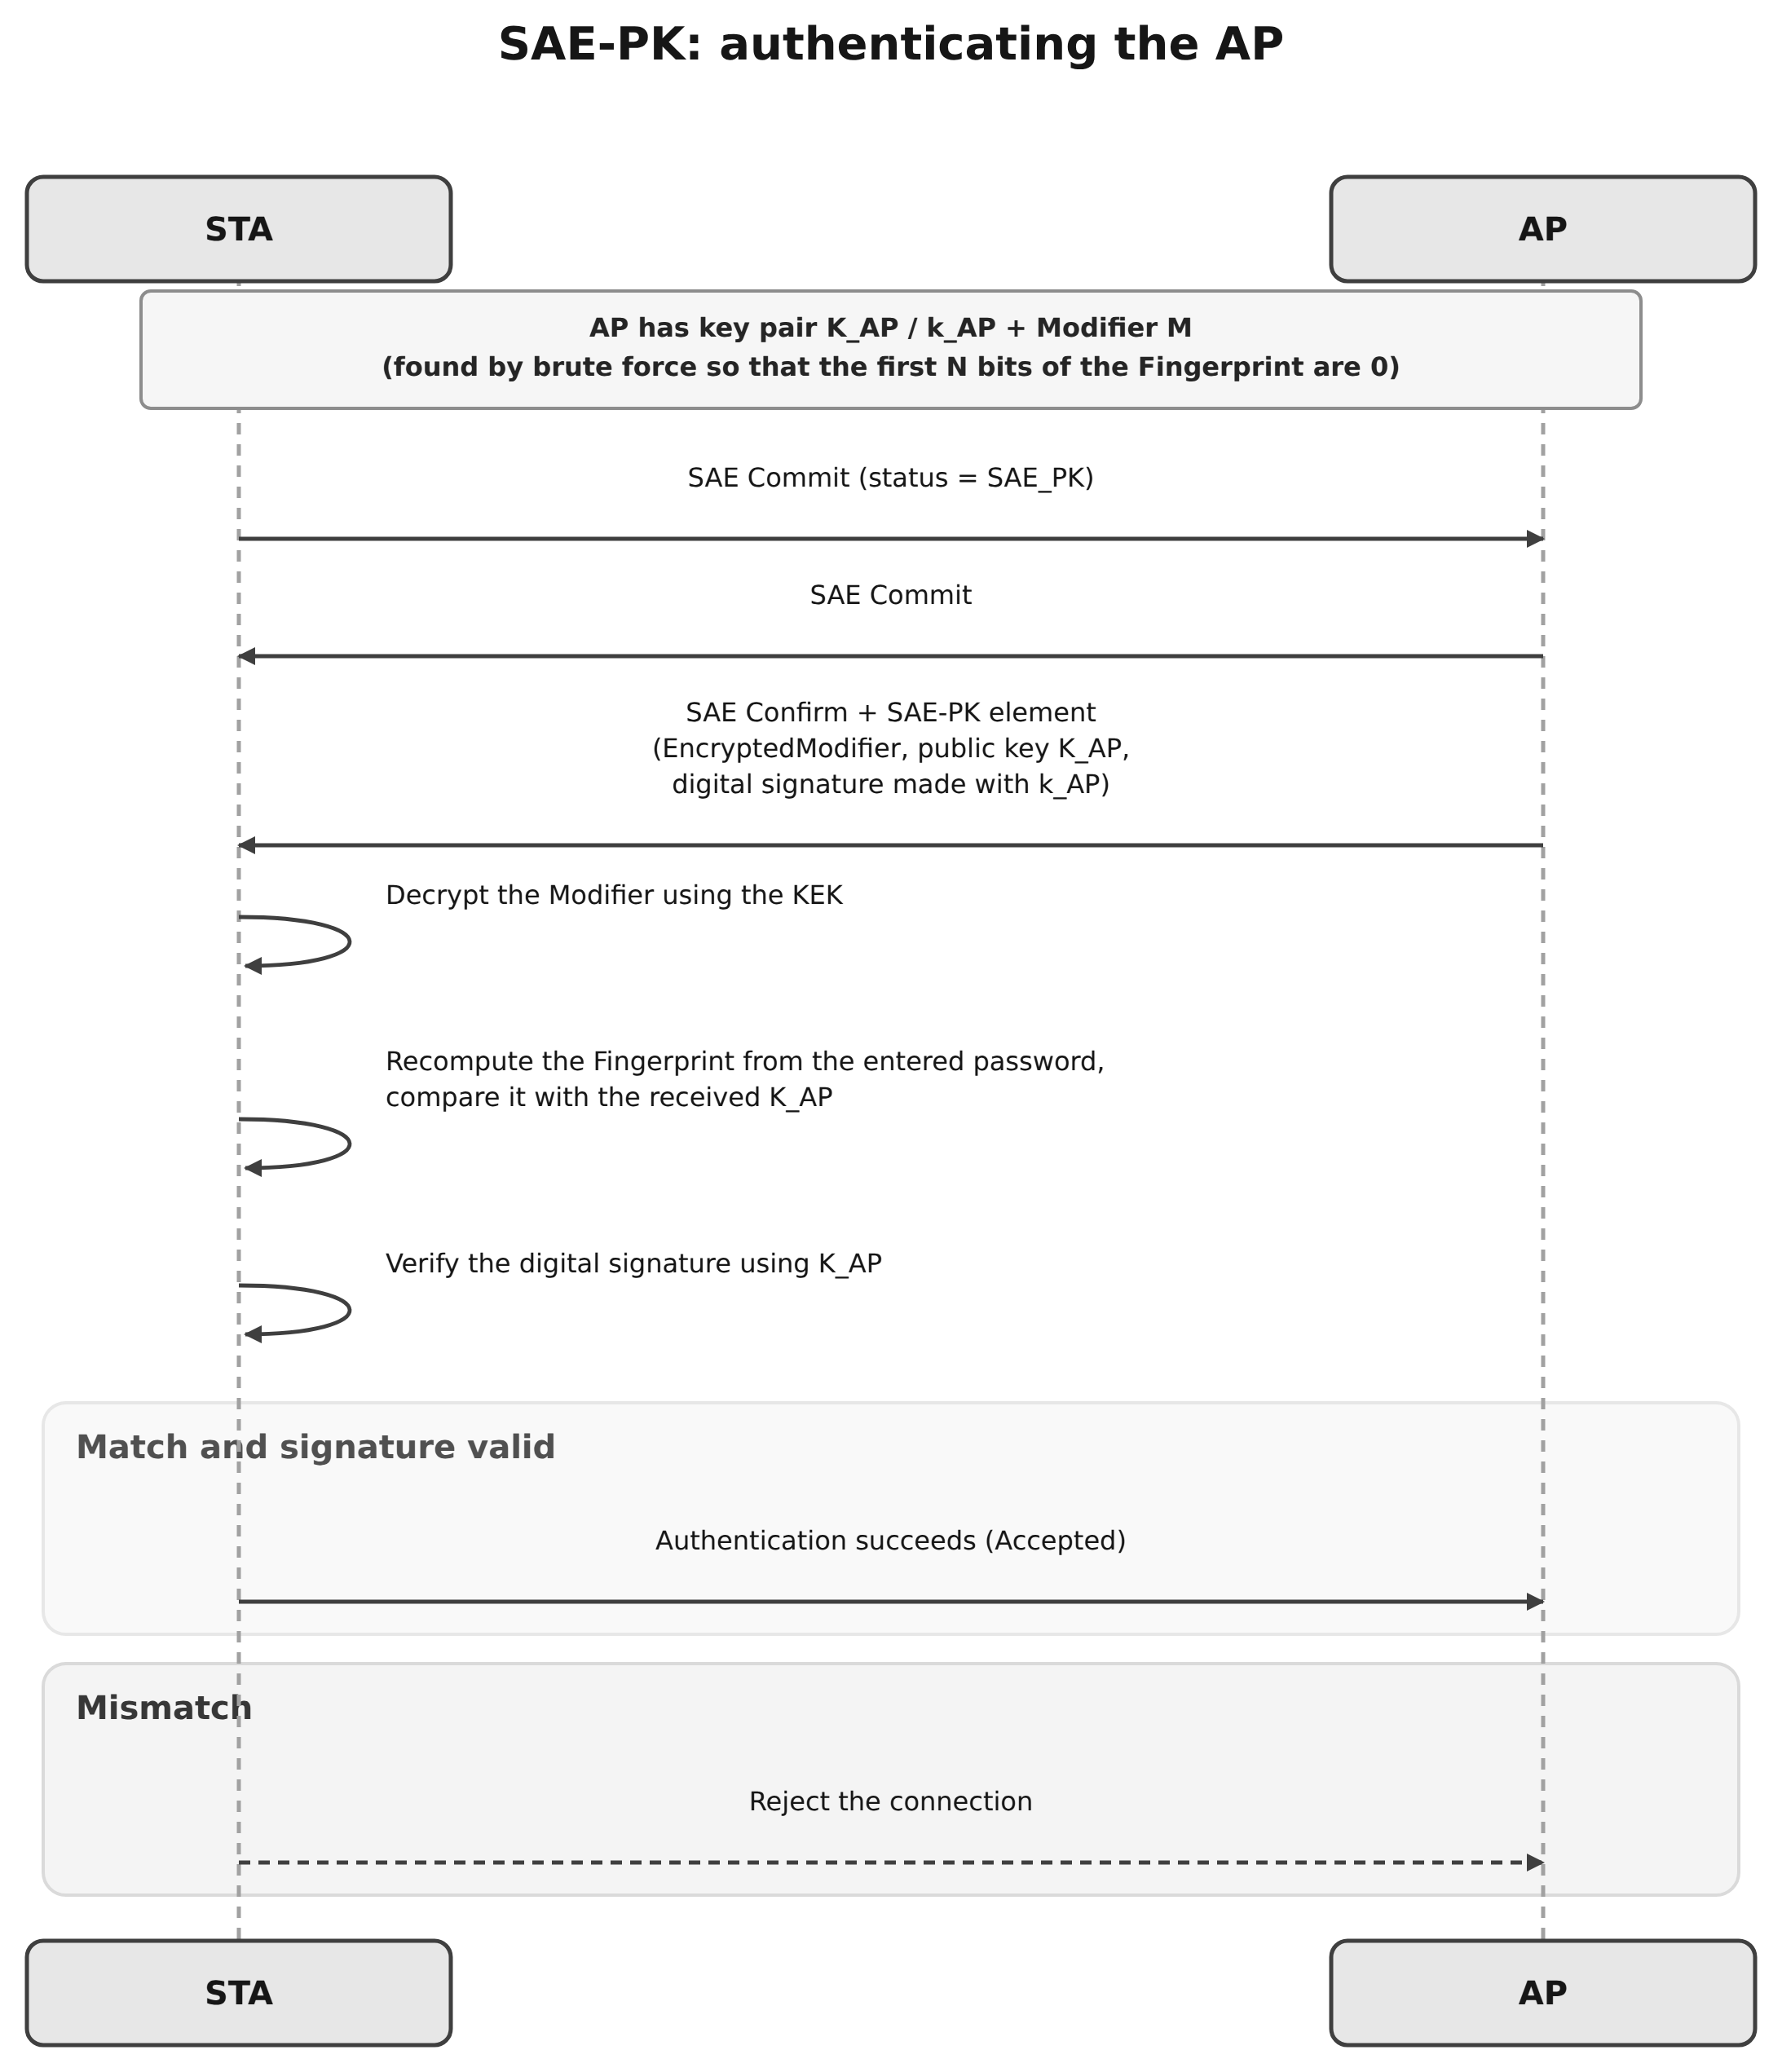 SAE-PK: authenticating the AP
STA
AP
AP has key pair K_AP / k_AP + Modifier M
(found by brute force so that the first N bits of the Fingerprint are 0)
SAE Commit (status = SAE_PK)
SAE Commit
SAE Confirm + SAE-PK element
(EncryptedModifier, public key K_AP,
digital signature made with k_AP)
Decrypt the Modifier using the KEK
Recompute the Fingerprint from the entered password,
compare it with the received K_AP
Verify the digital signature using K_AP
Match and signature valid
Authentication succeeds (Accepted)
Mismatch
Reject the connection
STA
AP